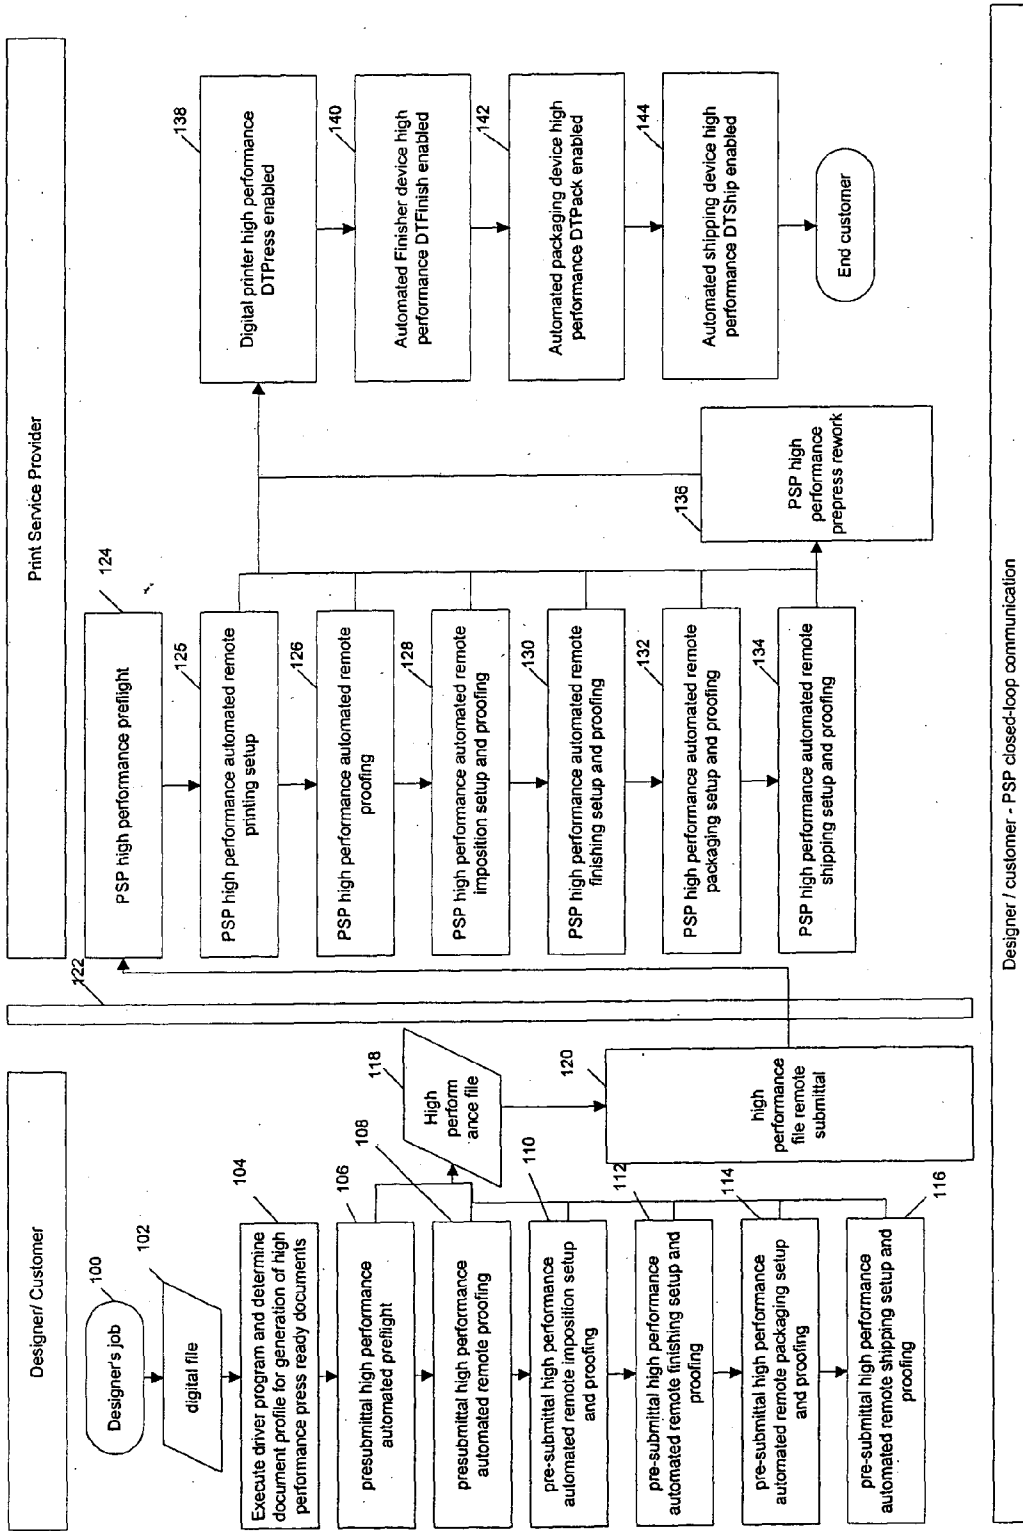 Designer/ Customer
100
Designer's job
102
digital file
104
Execute driver program and determine
document profile for generation of high
performance press ready documents
106
presubmittal high performance
automated preflight
108
presubmittal high performance
automated remote proofing
110
pre-submittal high performance
automated remote imposition setup
and proofing
112
pre-submittal high performance
automated remote finishing setup and
proofing
114
pre-submittal high performance
automated remote packaging setup
and proofing
116
pre-submittal high performance
automated remote shipping setup and
proofing
118
High
perform
ance file
120
high
performance
file remote
submittal
122
Print Service Provider
124
PSP high performance preflight
125
PSP high performance automated remote
printing setup
126
PSP high performance automated remote
proofing
128
PSP high performance automated remote
imposition setup and proofing
130
PSP high performance automated remote
finishing setup and proofing
132
PSP high performance automated remote
packaging setup and proofing
134
PSP high performance automated remote
shipping setup and proofing
136
PSP high
performance
prepress rework
138
Digital printer high performance
DTPress enabled
140
Automated Finisher device high
performance DTFinish enabled
142
Automated packaging device high
performance DTPack enabled
144
Automated shipping device high
performance DTShip enabled
End customer
Designer / customer - PSP closed-loop communication